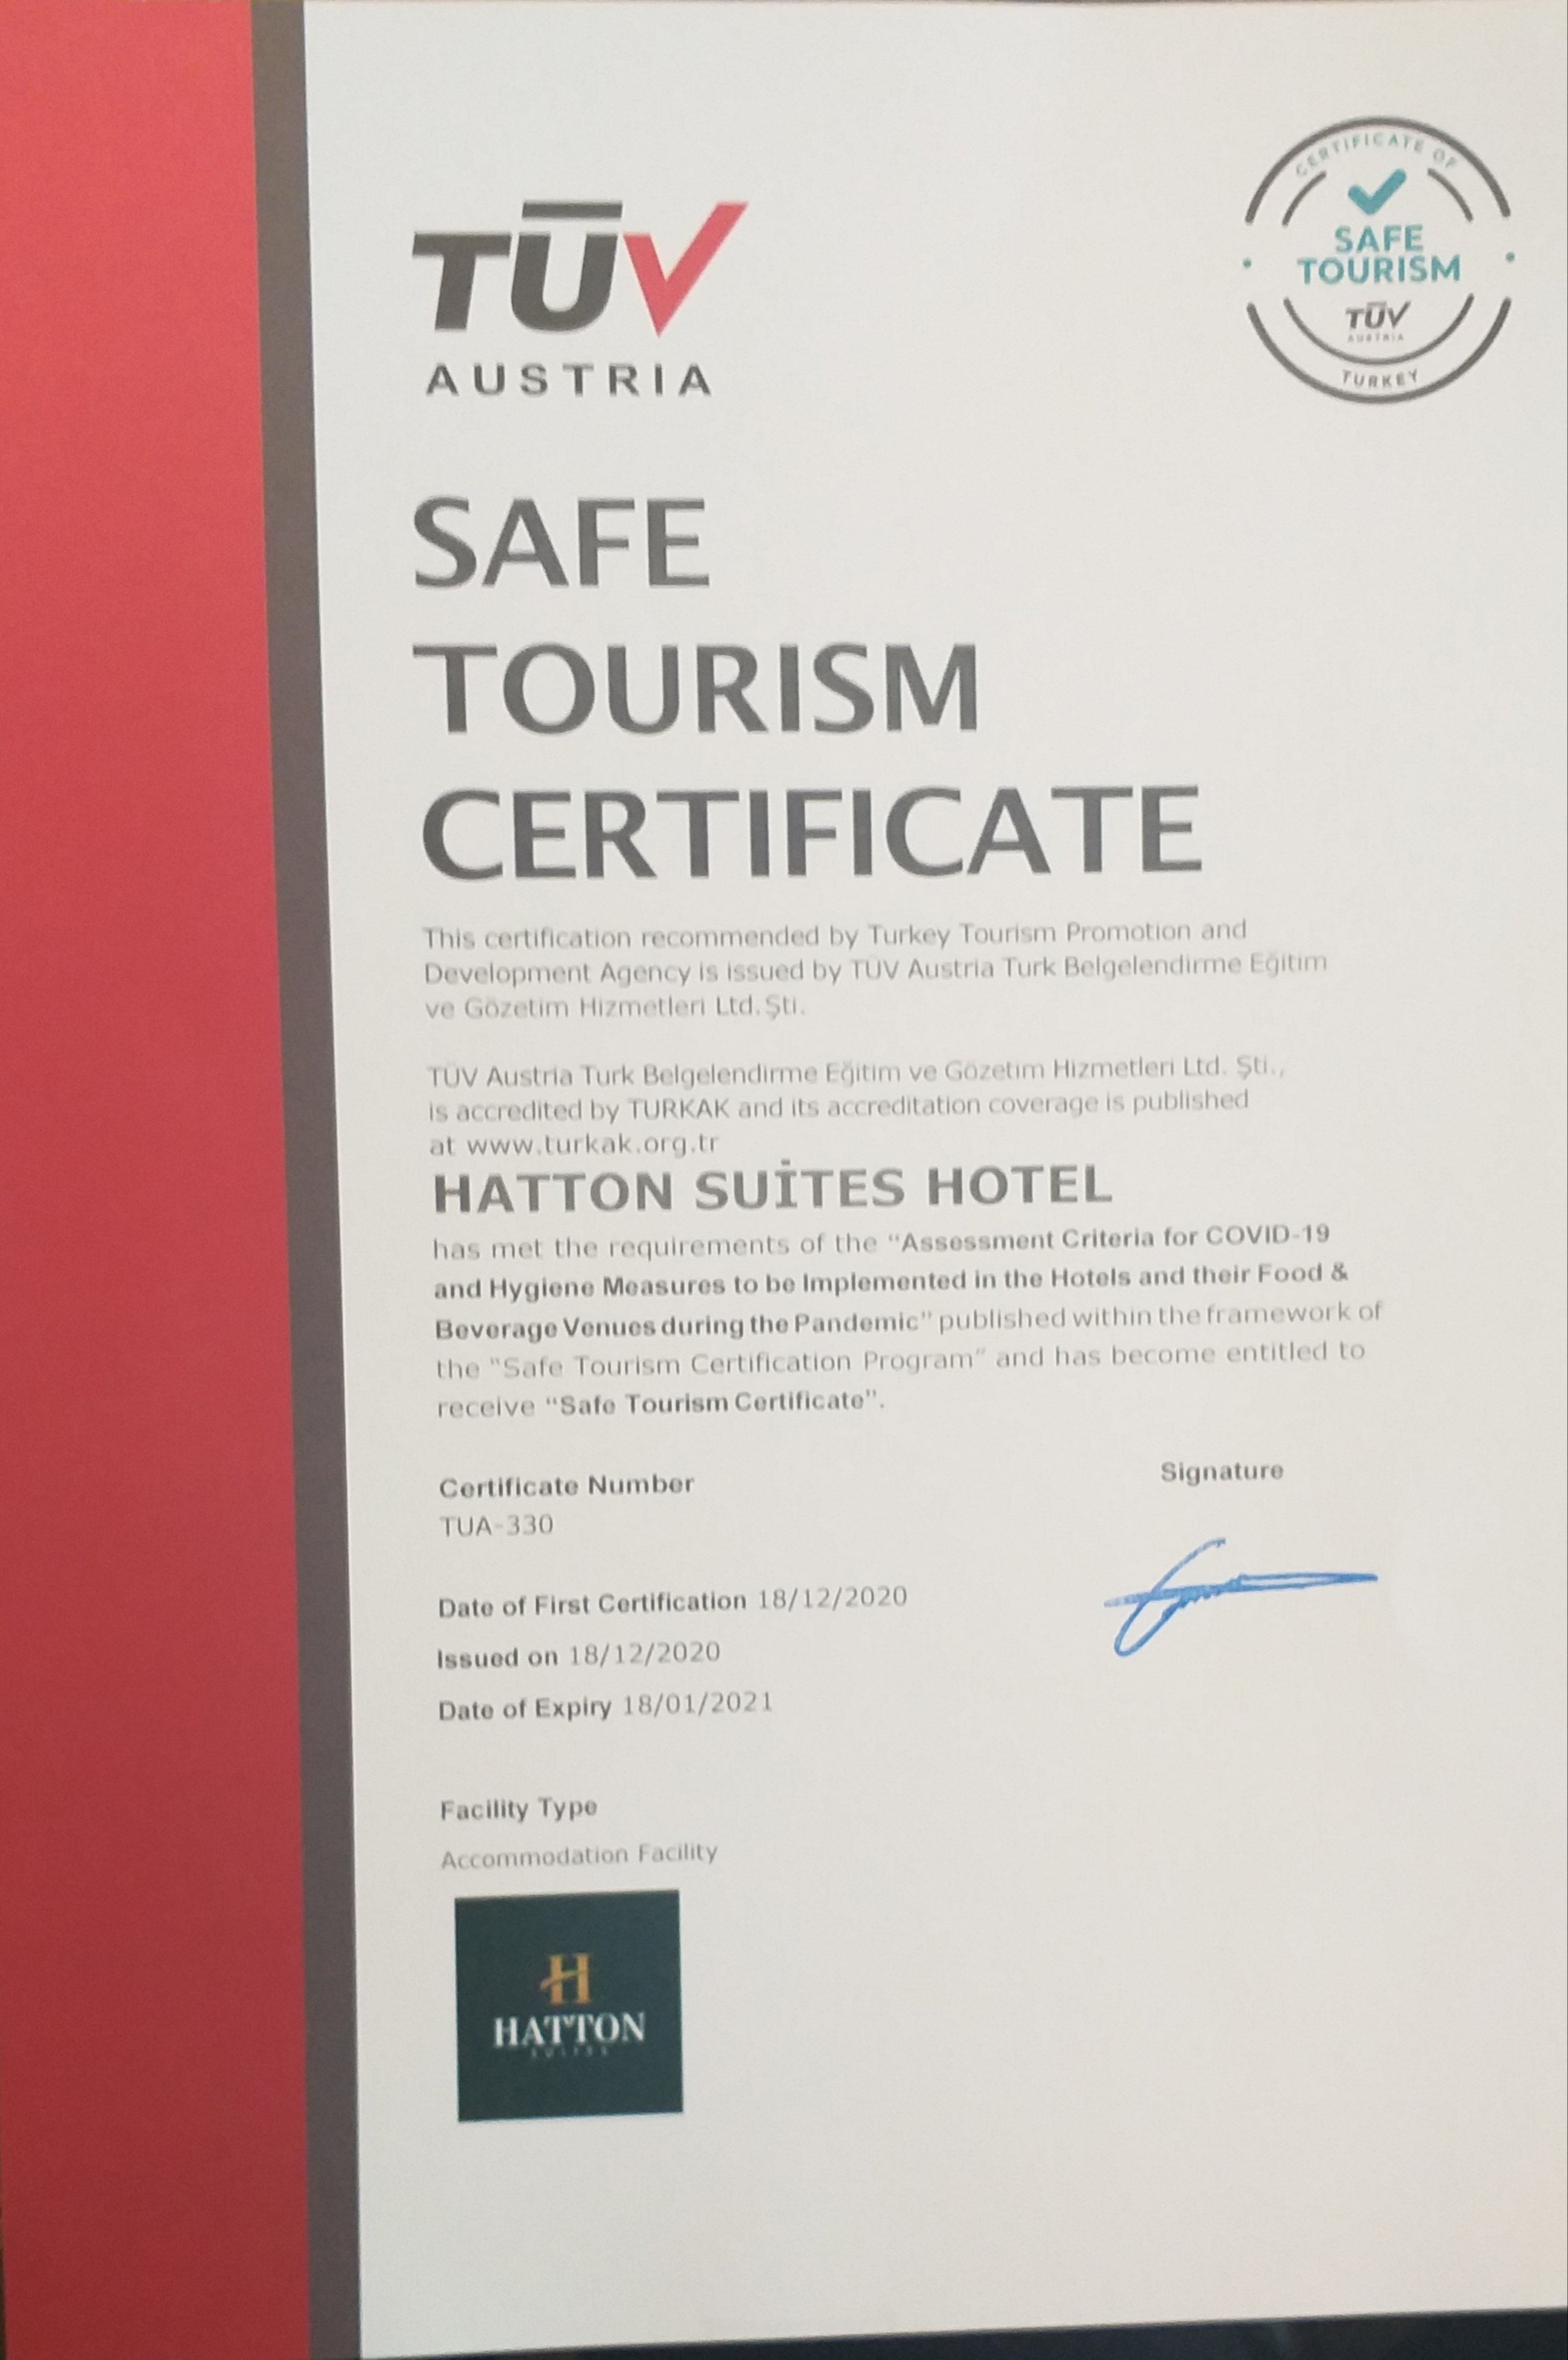 TÜV
AUSTRIA
CERTIFICATE OF
SAFE
TOURISM
TÜV
AUSTRIA
TURKEY
SAFE
TOURISM
CERTIFICATE
This certification recommended by Turkey Tourism Promotion and
Development Agency is issued by TÜV Austria Turk Belgelendirme Eğitim
ve Gözetim Hizmetleri Ltd.Şti.
TÜV Austria Turk Belgelendirme Eğitim ve Gözetim Hizmetleri Ltd. Şti.,
is accredited by TURKAK and its accreditation coverage is published
at www.turkak.org.tr
HATTON SUİTES HOTEL
has met the requirements of the “Assessment Criteria for COVID-19
and Hygiene Measures to be Implemented in the Hotels and their Food &
Beverage Venues during the Pandemic” published within the framework of
the “Safe Tourism Certification Program” and has become entitled to
receive “Safe Tourism Certificate”.
Certificate Number
TUA-330
Signature
Date of First Certification 18/12/2020
Issued on 18/12/2020
Date of Expiry 18/01/2021
Facility Type
Accommodation Facility
H
HATTON
SUITES